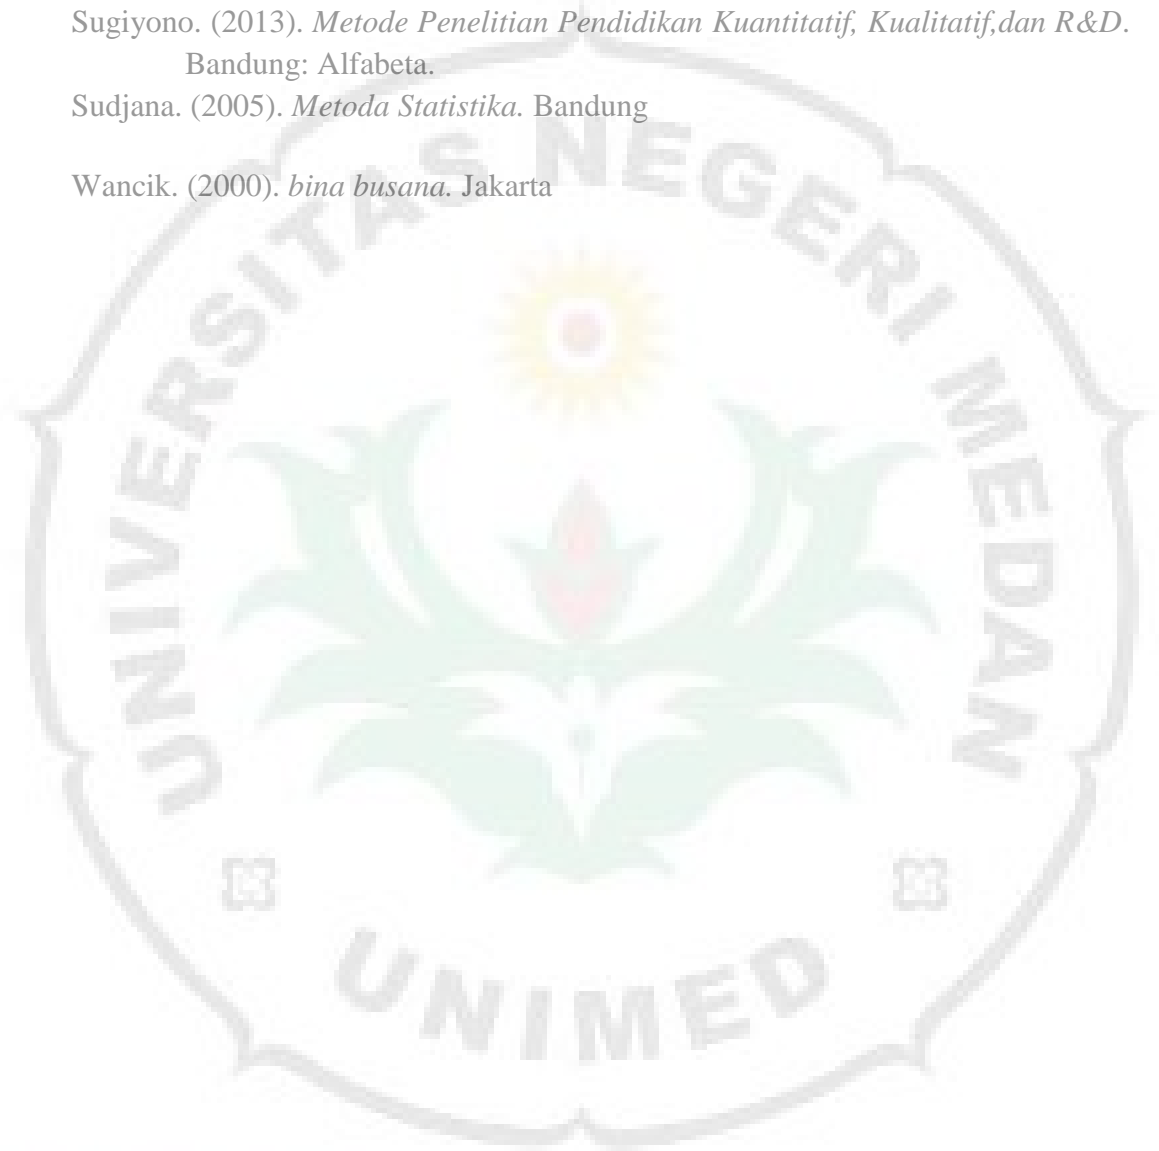 Sugiyono. (2013). Metode Penelitian Pendidikan Kuantitatif, Kualitatif,dan R&D.
Bandung: Alfabeta.
Sudjana. (2005). Metoda Statistika. Bandung
Wancik. (2000). bina busana. Jakarta
UNIVERSITAS NEGERI MEDAN
UNIMED